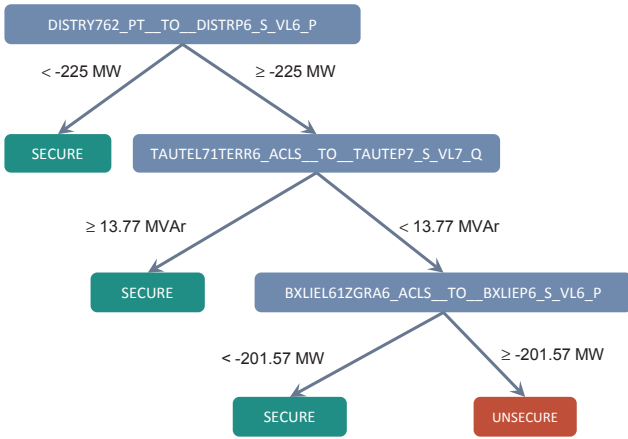 DISTRY762_PT__TO__DISTRP6_S_VL6_P
< -225 MW
≥ -225 MW
SECURE
TAUTEL71TERR6_ACLS__TO__TAUTEP7_S_VL7_Q
≥ 13.77 MVAr
< 13.77 MVAr
SECURE
BXLIEL61ZGRA6_ACLS__TO__BXLIEP6_S_VL6_P
< -201.57 MW
≥ -201.57 MW
SECURE
UNSECURE